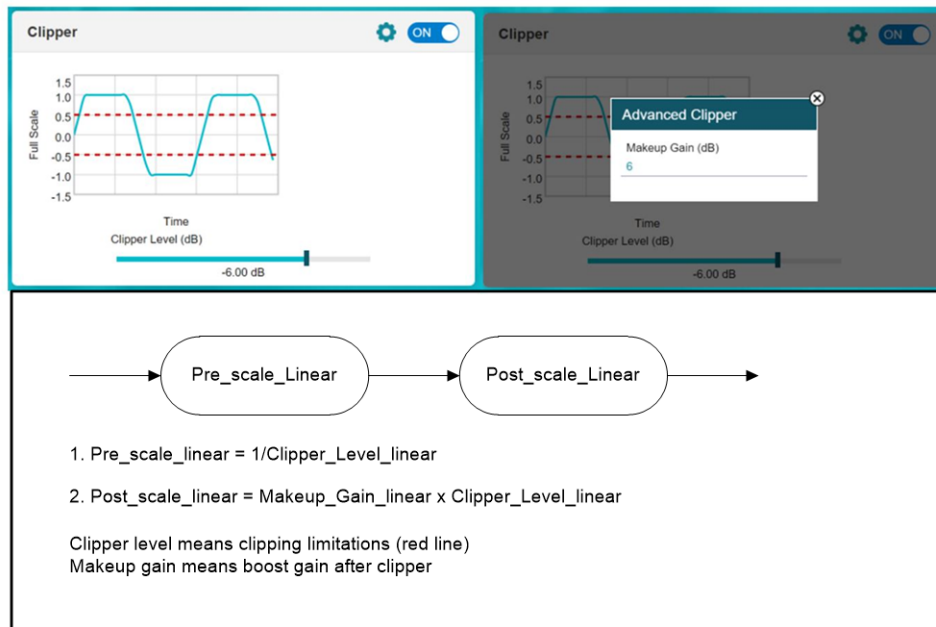 Clipper
ON
1.5
1.0
0.5
0.0
-0.5
-1.0
-1.5
Full Scale
Time
Clipper Level (dB)
-6.00 dB
Clipper
ON
1.5
1.0
0.5
0.0
-0.5
-1.0
-1.5
Full Scale
Advanced Clipper
Makeup Gain (dB)
6
Time
Clipper Level (dB)
-6.00 dB
Pre_scale_Linear
Post_scale_Linear
1. Pre_scale_linear = 1/Clipper_Level_linear
2. Post_scale_linear = Makeup_Gain_linear x Clipper_Level_linear
Clipper level means clipping limitations (red line)
Makeup gain means boost gain after clipper